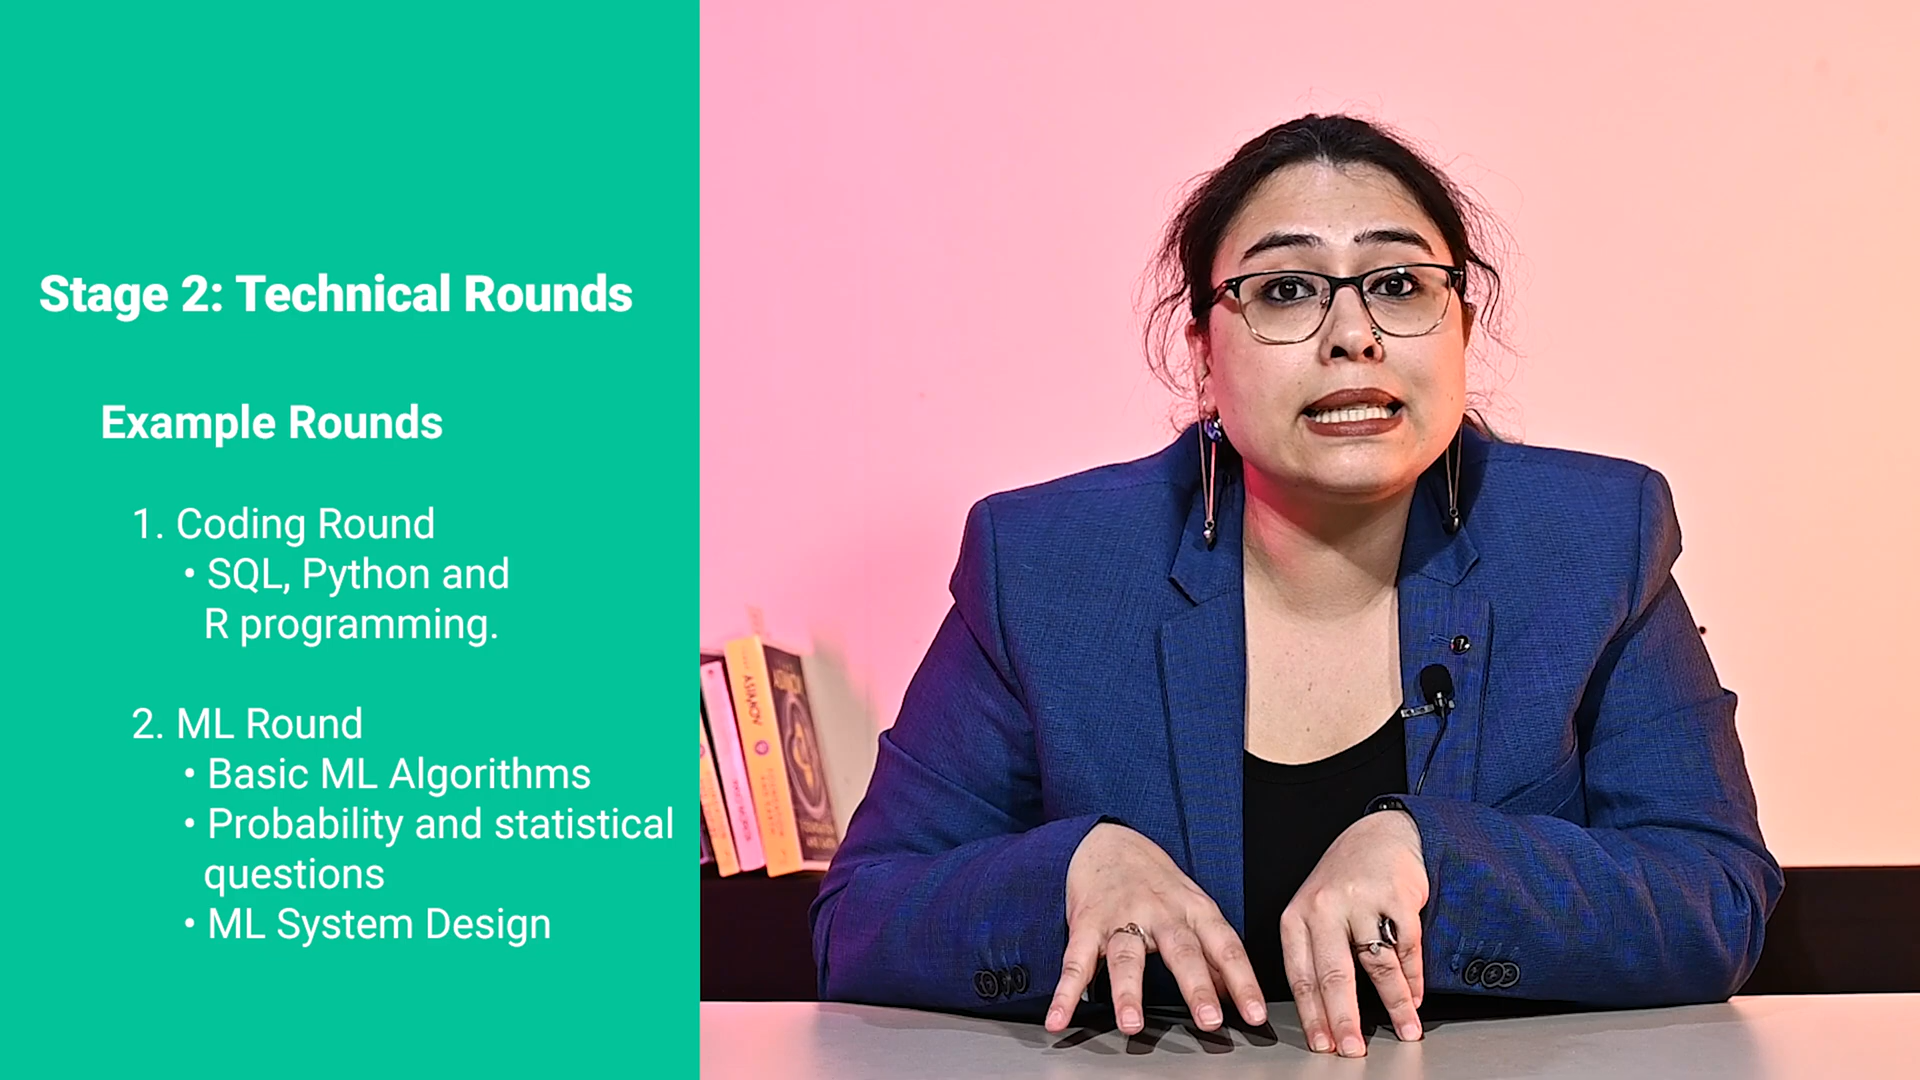 Stage 2: Technical Rounds
Example Rounds
1. Coding Round
• SQL, Python and
R programming.
2. ML Round
• Basic ML Algorithms
• Probability and statistical
questions
• ML System Design
ASIMOV